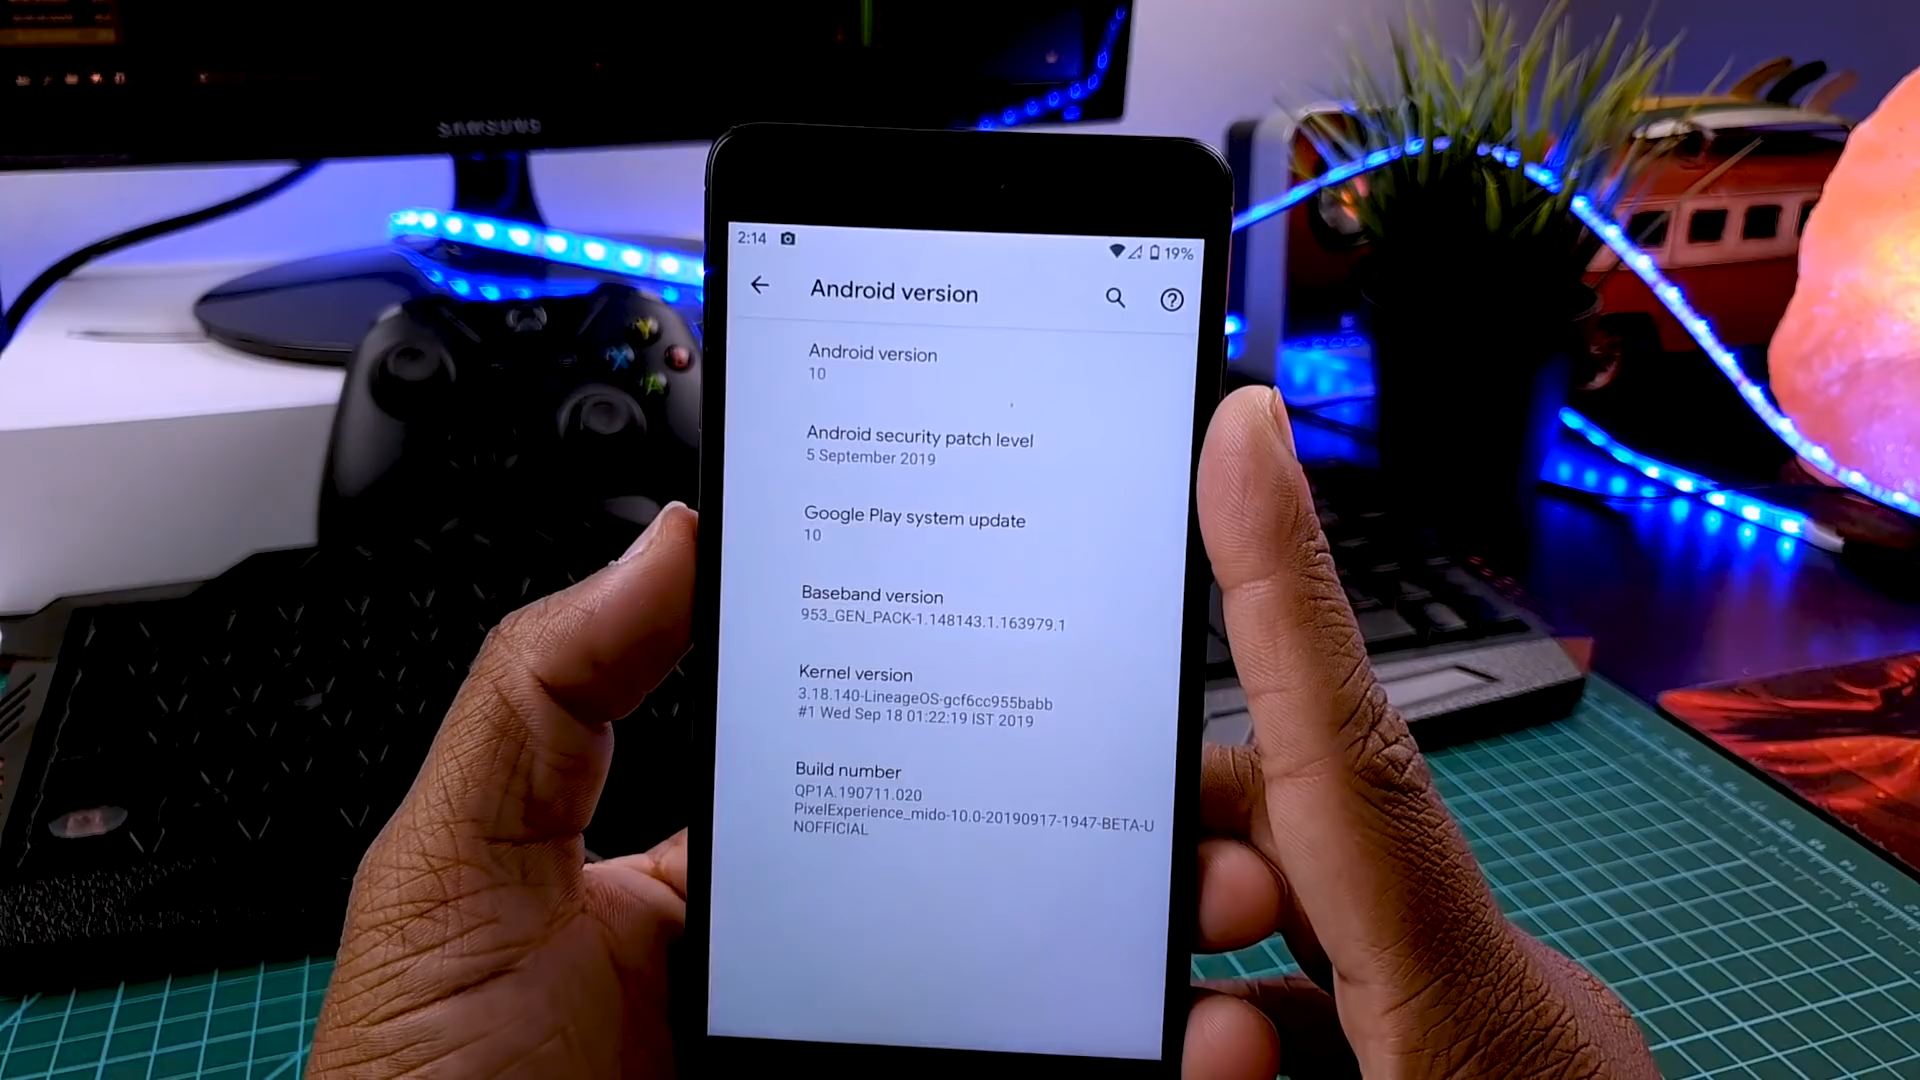 SAMSUNG
2:14
19%
Android version
Android version
10
Android security patch level
5 September 2019
Google Play system update
10
Baseband version
953_GEN_PACK-1.148143.1.163979.1
Kernel version
3.18.140-LineageOS-gcf6cc955babb
#1 Wed Sep 18 01:22:19 IST 2019
Build number
QP1A.190711.020
PixelExperience_mido-10.0-20190917-1947-BETA-U
NOFFICIAL
Y
X
B
A